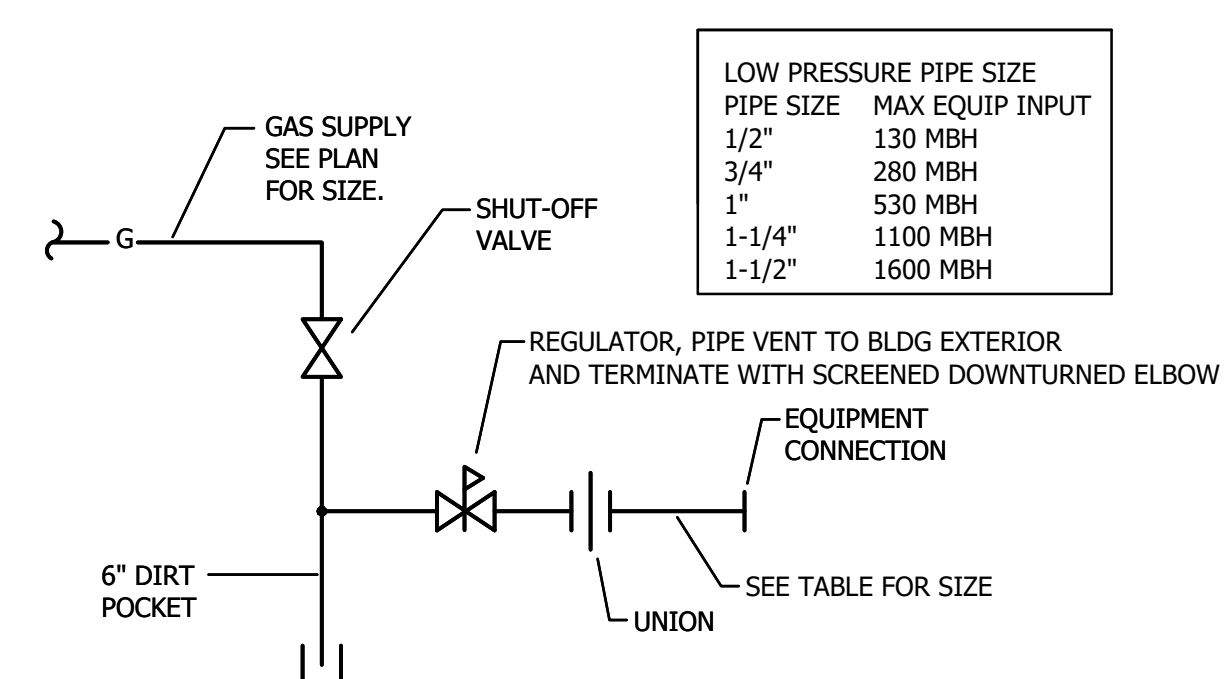 LOW PRESSURE PIPE SIZE
PIPE SIZE MAX EQUIP INPUT
1/2" 130 MBH
3/4" 280 MBH
1" 530 MBH
1-1/4" 1100 MBH
1-1/2" 1600 MBH
GAS SUPPLY
SEE PLAN
FOR SIZE.
SHUT-OFF
VALVE
G
REGULATOR, PIPE VENT TO BLDG EXTERIOR
AND TERMINATE WITH SCREENED DOWNTURNED ELBOW
EQUIPMENT
CONNECTION
6" DIRT
POCKET
SEE TABLE FOR SIZE
UNION